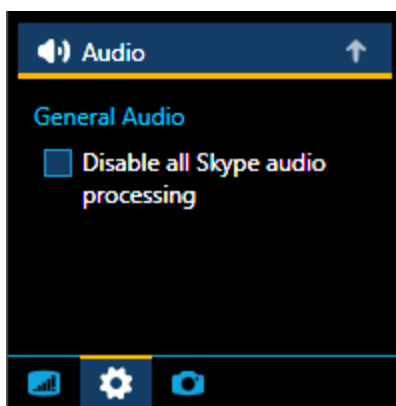 Audio
General Audio
Disable all Skype audio
processing